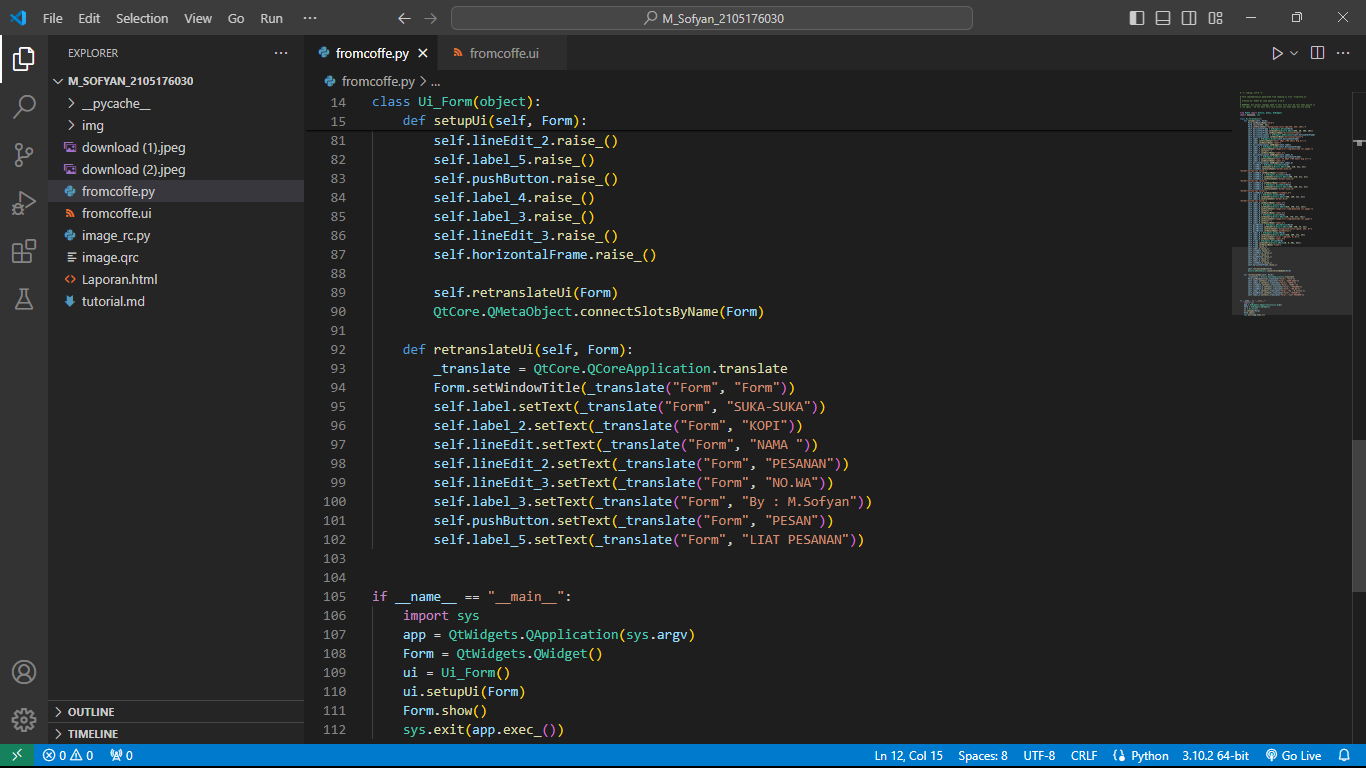 File Edit Selection View Go Run ··· M_Sofyan_2105176030
EXPLORER ···
M_SOFYAN_2105176030
__pycache__
img
download (1).jpeg
download (2).jpeg
fromcoffe.py
fromcoffe.ui
image_rc.py
image.qrc
Laporan.html
tutorial.md
OUTLINE
TIMELINE
fromcoffe.py fromcoffe.ui
fromcoffe.py > ...
14 class Ui_Form(object):
15 def setupUi(self, Form):
81 self.lineEdit_2.raise_()
82 self.label_5.raise_()
83 self.pushButton.raise_()
84 self.label_4.raise_()
85 self.label_3.raise_()
86 self.lineEdit_3.raise_()
87 self.horizontalFrame.raise_()
88
89 self.retranslateUi(Form)
90 QtCore.QMetaObject.connectSlotsByName(Form)
91
92 def retranslateUi(self, Form):
93 _translate = QtCore.QCoreApplication.translate
94 Form.setWindowTitle(_translate("Form", "Form"))
95 self.label.setText(_translate("Form", "SUKA-SUKA"))
96 self.label_2.setText(_translate("Form", "KOPI"))
97 self.lineEdit.setText(_translate("Form", "NAMA "))
98 self.lineEdit_2.setText(_translate("Form", "PESANAN"))
99 self.lineEdit_3.setText(_translate("Form", "NO.WA"))
100 self.label_3.setText(_translate("Form", "By : M.Sofyan"))
101 self.pushButton.setText(_translate("Form", "PESAN"))
102 self.label_5.setText(_translate("Form", "LIAT PESANAN"))
103
104
105 if __name__ == "__main__":
106 import sys
107 app = QtWidgets.QApplication(sys.argv)
108 Form = QtWidgets.QWidget()
109 ui = Ui_Form()
110 ui.setupUi(Form)
111 Form.show()
112 sys.exit(app.exec_())
0 0 0 Ln 12, Col 15 Spaces: 8 UTF-8 CRLF Python 3.10.2 64-bit Go Live